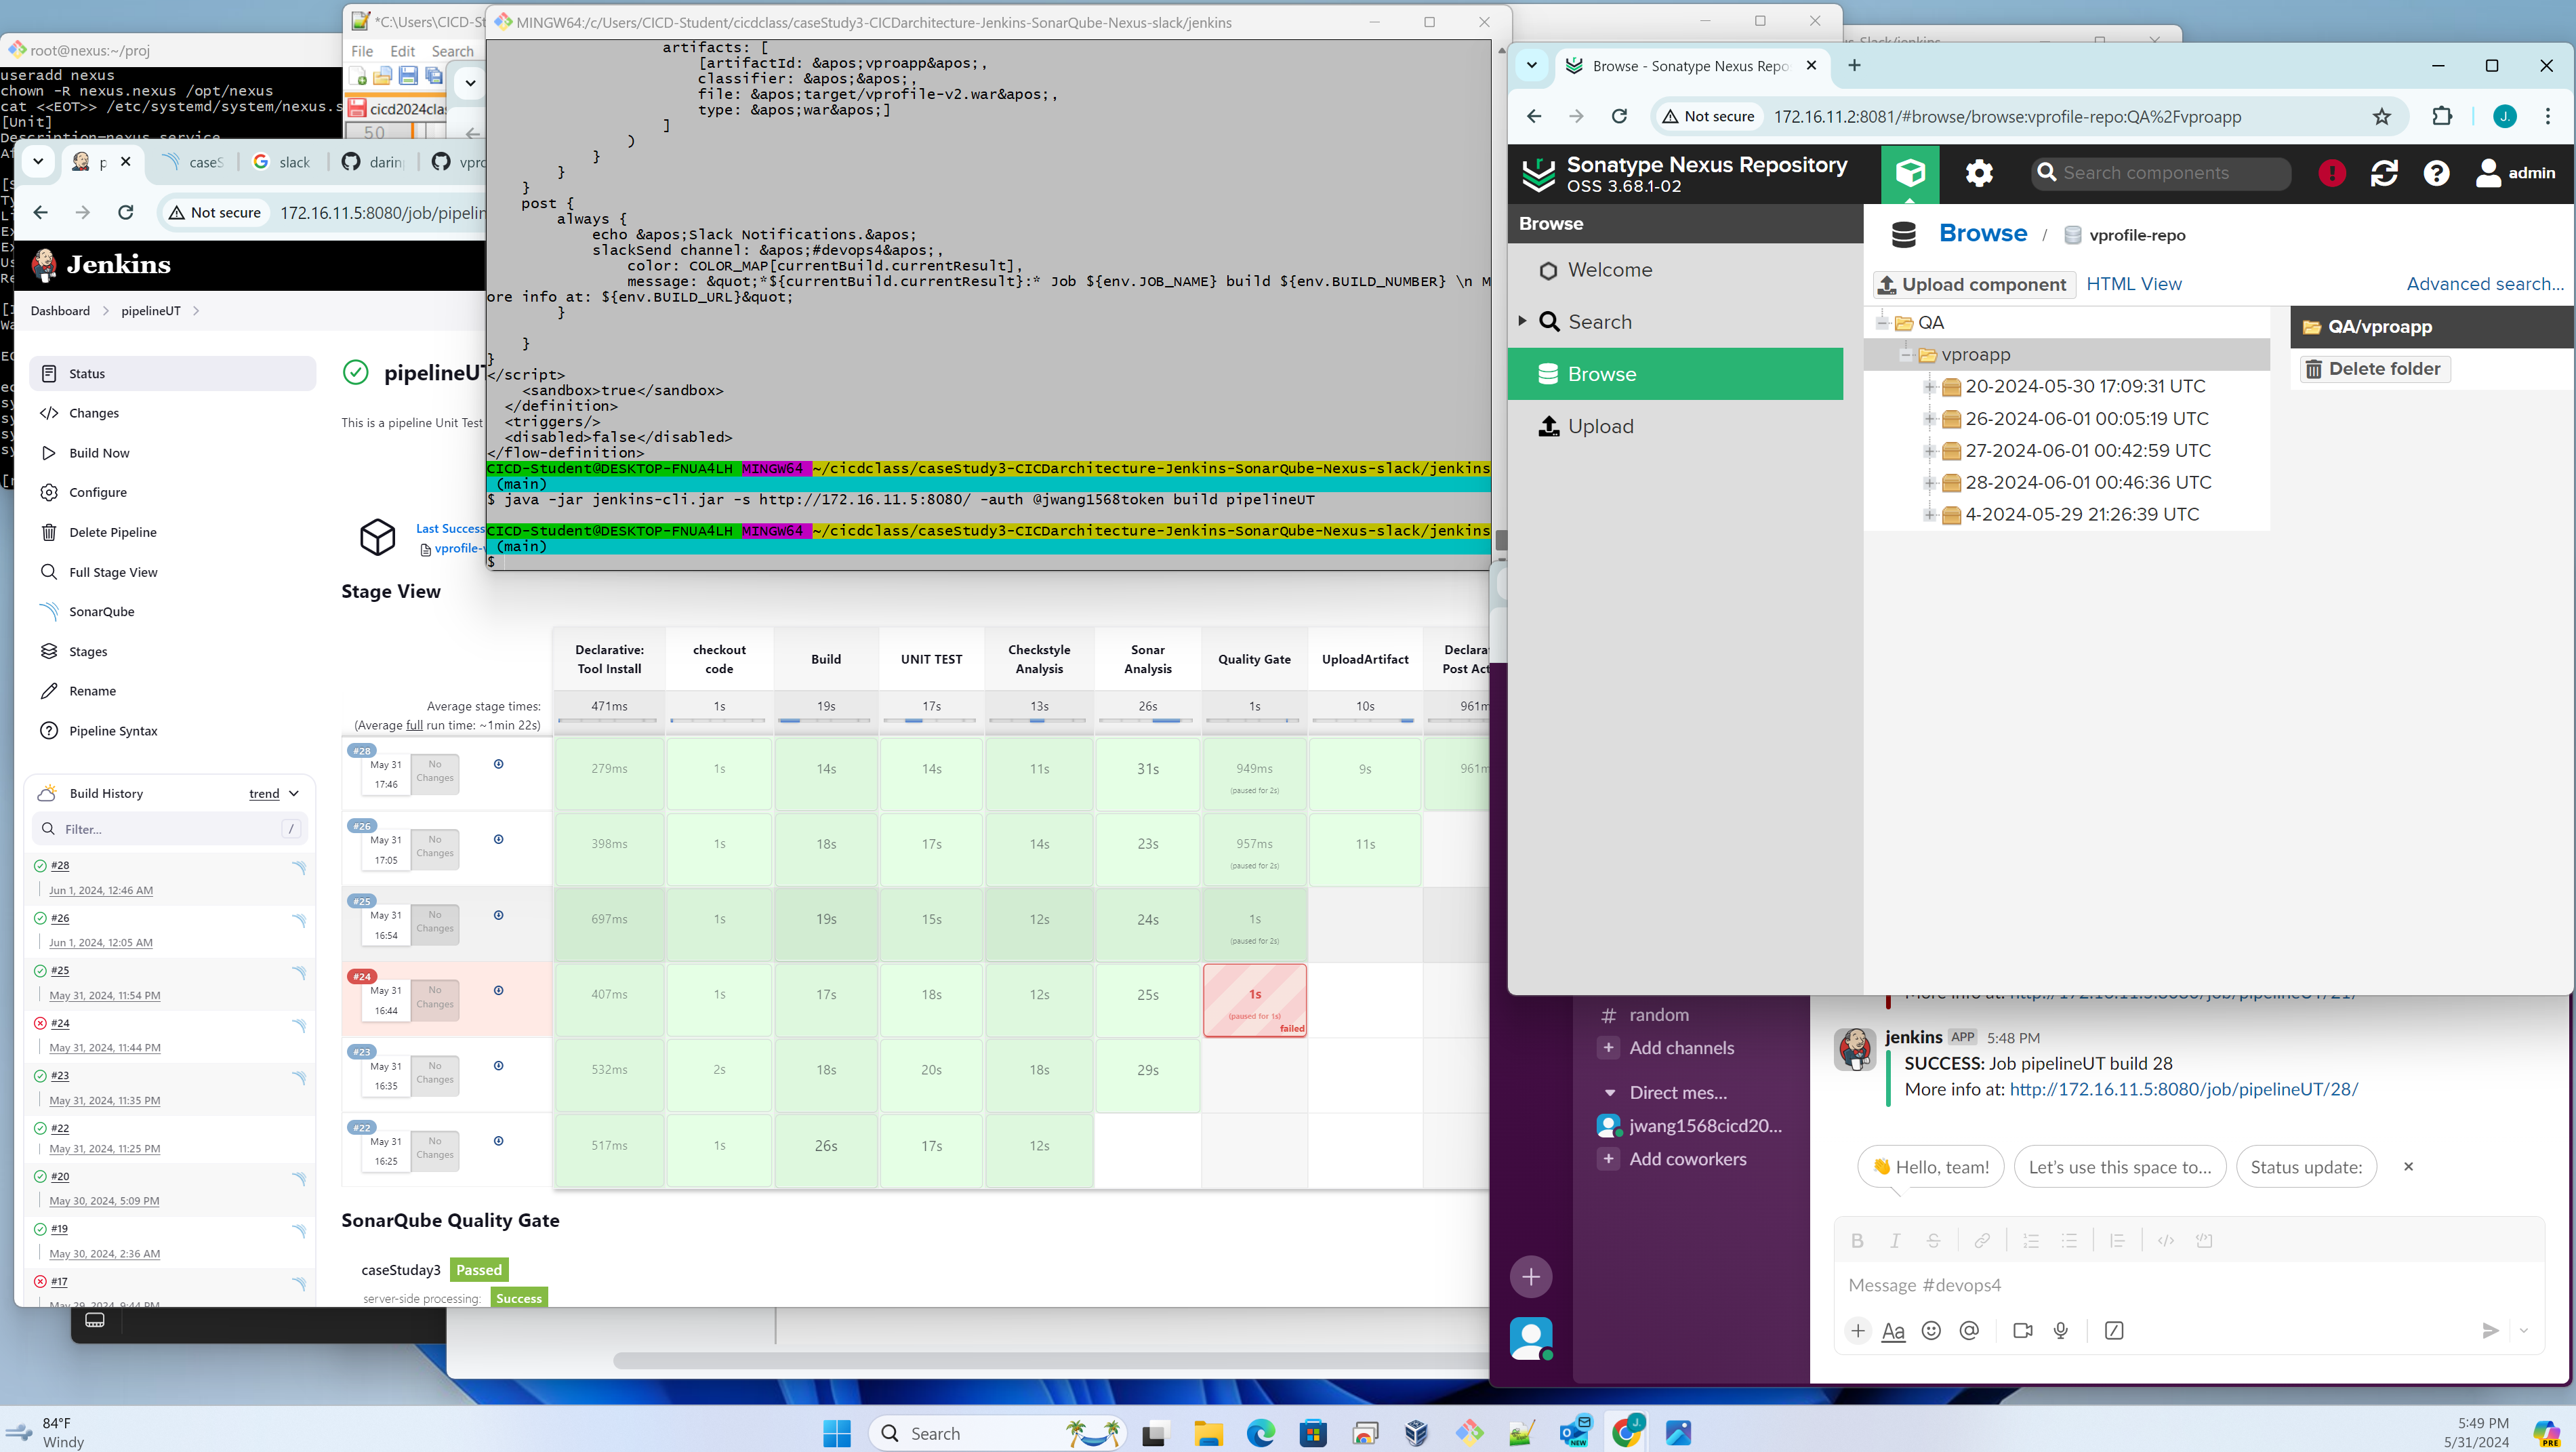 root@nexus:~/proj
useradd nexus
chown -R nexus.nexus /opt/nexus
cat <<EOT>> /etc/systemd/system/nexus.s
[Unit]
Description=nexus service
*C:\Users\CICD-St
File Edit Search
cicd2024clas
50
MINGW64:/c/Users/CICD-Student/cicdclass/caseStudy3-CICDarchitecture-Jenkins-SonarQube-Nexus-slack/jenkins
artifacts: [
[artifactId: &apos;vproapp&apos;,
classifier: &apos;&apos;,
file: &apos;target/vprofile-v2.war&apos;,
type: &apos;war&apos;]
]
)
}
}
}
post {
always {
echo &apos;Slack Notifications.&apos;
slackSend channel: &apos;#devops4&apos;,
color: COLOR_MAP[currentBuild.currentResult],
message: &quot;*${currentBuild.currentResult}:* Job ${env.JOB_NAME} build ${env.BUILD_NUMBER} \n M
ore info at: ${env.BUILD_URL}&quot;
}
}
}
</script>
<sandbox>true</sandbox>
</definition>
<triggers/>
<disabled>false</disabled>
</flow-definition>
CICD-Student@DESKTOP-FNUA4LH MINGW64 ~/cicdclass/caseStudy3-CICDarchitecture-Jenkins-SonarQube-Nexus-slack/jenkins
(main)
$ java -jar jenkins-cli.jar -s http://172.16.11.5:8080/ -auth @jwang1568token build pipelineUT
CICD-Student@DESKTOP-FNUA4LH MINGW64 ~/cicdclass/caseStudy3-CICDarchitecture-Jenkins-SonarQube-Nexus-slack/jenkins
(main)
$
p caseS slack darin vpro
Not secure 172.16.11.5:8080/job/pipelin
Jenkins
Dashboard pipelineUT
Status
Changes
Build Now
Configure
Delete Pipeline
Full Stage View
SonarQube
Stages
Rename
Pipeline Syntax
Build History trend
Filter... /
#28
Jun 1, 2024, 12:46 AM
#26
Jun 1, 2024, 12:05 AM
#25
May 31, 2024, 11:54 PM
#24
May 31, 2024, 11:44 PM
#23
May 31, 2024, 11:35 PM
#22
May 31, 2024, 11:25 PM
#20
May 30, 2024, 5:09 PM
#19
May 30, 2024, 2:36 AM
#17
May 29, 2024, 9:44 PM
pipelineUT
This is a pipeline Unit Test
Last Success
vprofile-v
Stage View
Declarative: Tool Install checkout code Build UNIT TEST Checkstyle Analysis Sonar Analysis Quality Gate UploadArtifact Declara Post Act
Average stage times: 471ms 1s 19s 17s 13s 26s 1s 10s 961m
(Average full run time: ~1min 22s)
#28 May 31 17:46 No Changes 279ms 1s 14s 14s 11s 31s 949ms (paused for 2s) 9s 961m
#26 May 31 17:05 No Changes 398ms 1s 18s 17s 14s 23s 957ms (paused for 2s) 11s
#25 May 31 16:54 No Changes 697ms 1s 19s 15s 12s 24s 1s (paused for 2s)
#24 May 31 16:44 No Changes 407ms 1s 17s 18s 12s 25s 1s (paused for 1s) failed
#23 May 31 16:35 No Changes 532ms 2s 18s 20s 18s 29s
#22 May 31 16:25 No Changes 517ms 1s 26s 17s 12s
SonarQube Quality Gate
caseStuday3 Passed
server-side processing: Success
Browse - Sonatype Nexus Repo
Not secure 172.16.11.2:8081/#browse/browse:vprofile-repo:QA%2Fvproapp
Sonatype Nexus Repository
OSS 3.68.1-02
Search components
admin
Browse
Welcome
Search
Browse
Upload
Browse / vprofile-repo
Upload component HTML View Advanced search...
QA
vproapp
20-2024-05-30 17:09:31 UTC
26-2024-06-01 00:05:19 UTC
27-2024-06-01 00:42:59 UTC
28-2024-06-01 00:46:36 UTC
4-2024-05-29 21:26:39 UTC
QA/vproapp
Delete folder
# random
Add channels
Direct mes...
jwang1568cicd20...
Add coworkers
More info at: http://172.16.11.5:8080/job/pipelineUT/21/
jenkins APP 5:48 PM
SUCCESS: Job pipelineUT build 28
More info at: http://172.16.11.5:8080/job/pipelineUT/28/
👋 Hello, team! Let's use this space to... Status update:
Message #devops4
84°F
Windy
Search
5:49 PM
5/31/2024